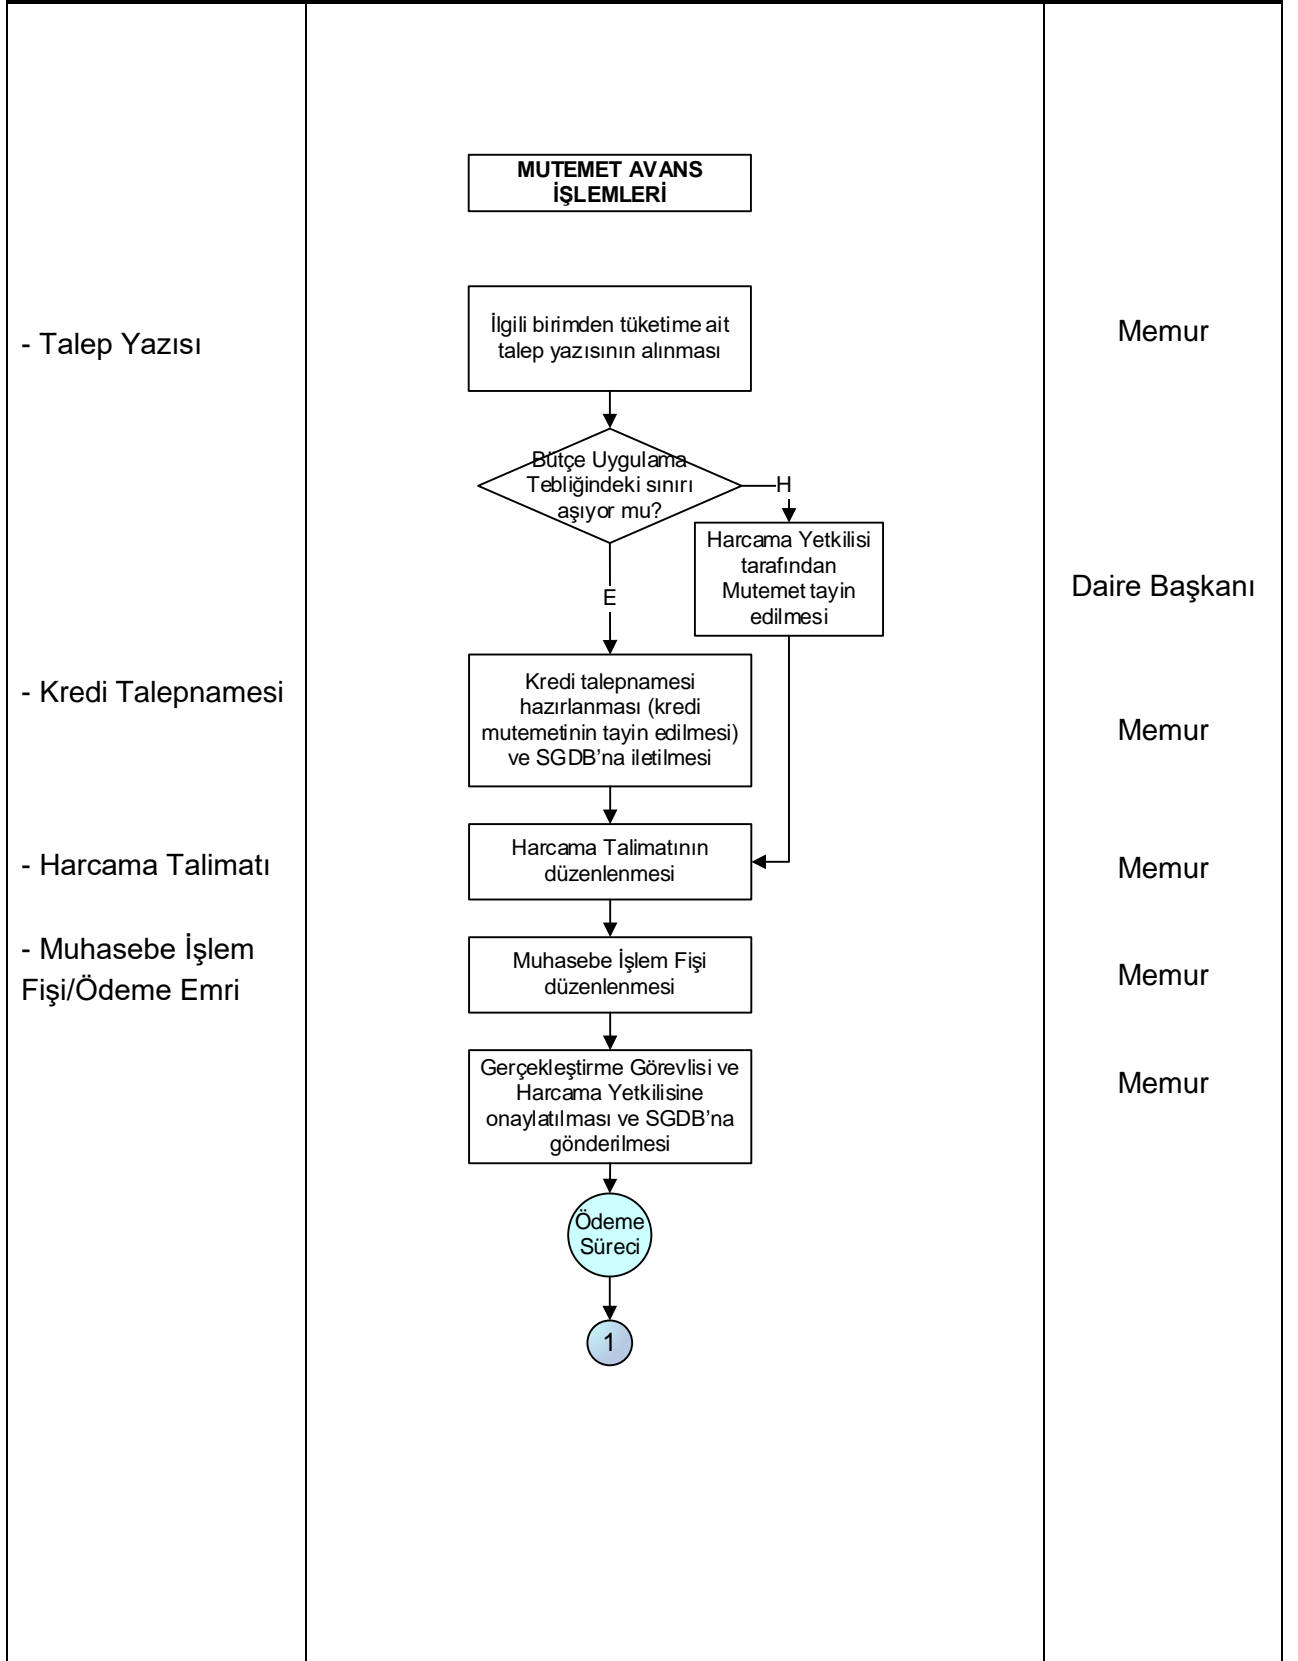 MUTEMET AVANS
İŞLEMLERİ
- Talep Yazısı
İlgili birimden tüketime ait
talep yazısının alınması
Memur
Bütçe Uygulama
Tebliğindeki sınırı
aşıyor mu?
H
Harcama Yetkilisi
tarafından
Mutemet tayin
edilmesi
Daire Başkanı
E
- Kredi Talepnamesi
Kredi talepnamesi
hazırlanması (kredi
mutemetinin tayin edilmesi)
ve SGDB’na iletilmesi
Memur
- Harcama Talimatı
Harcama Talimatının
düzenlenmesi
Memur
- Muhasebe İşlem
Fişi/Ödeme Emri
Muhasebe İşlem Fişi
düzenlenmesi
Memur
Gerçekleştirme Görevlisi ve
Harcama Yetkilisine
onaylatılması ve SGDB’na
gönderilmesi
Memur
Ödeme
Süreci
1